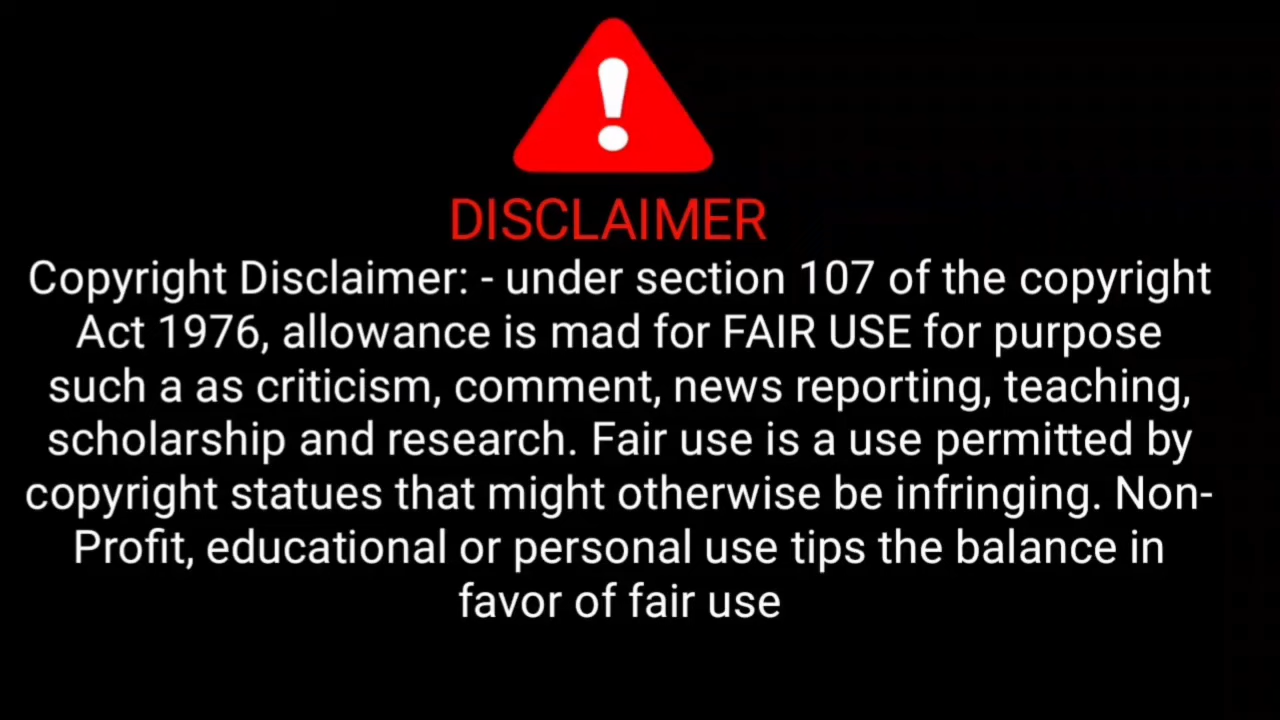 DISCLAIMER
Copyright Disclaimer: - under section 107 of the copyright
Act 1976, allowance is mad for FAIR USE for purpose
such a as criticism, comment, news reporting, teaching,
scholarship and research. Fair use is a use permitted by
copyright statues that might otherwise be infringing. Non-
Profit, educational or personal use tips the balance in
favor of fair use